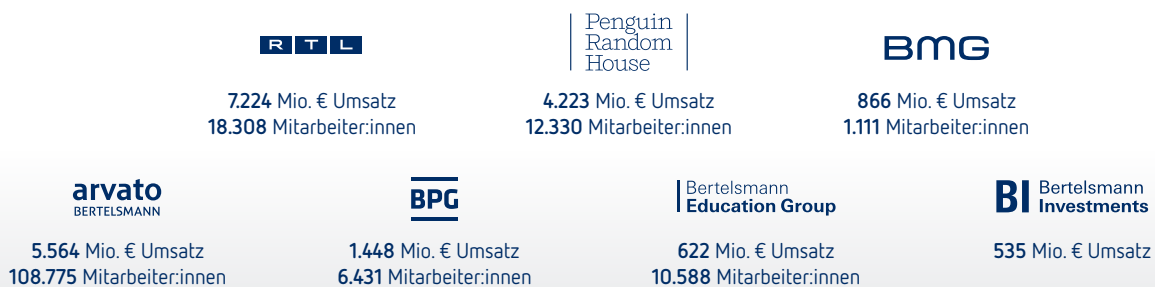 RTL
Penguin
Random
House
BMG
7.224 Mio. € Umsatz
18.308 Mitarbeiter:innen
4.223 Mio. € Umsatz
12.330 Mitarbeiter:innen
866 Mio. € Umsatz
1.111 Mitarbeiter:innen
arvato
BERTELSMANN
BPG
Bertelsmann
Education Group
BI
Bertelsmann
Investments
5.564 Mio. € Umsatz
108.775 Mitarbeiter:innen
1.448 Mio. € Umsatz
6.431 Mitarbeiter:innen
622 Mio. € Umsatz
10.588 Mitarbeiter:innen
535 Mio. € Umsatz